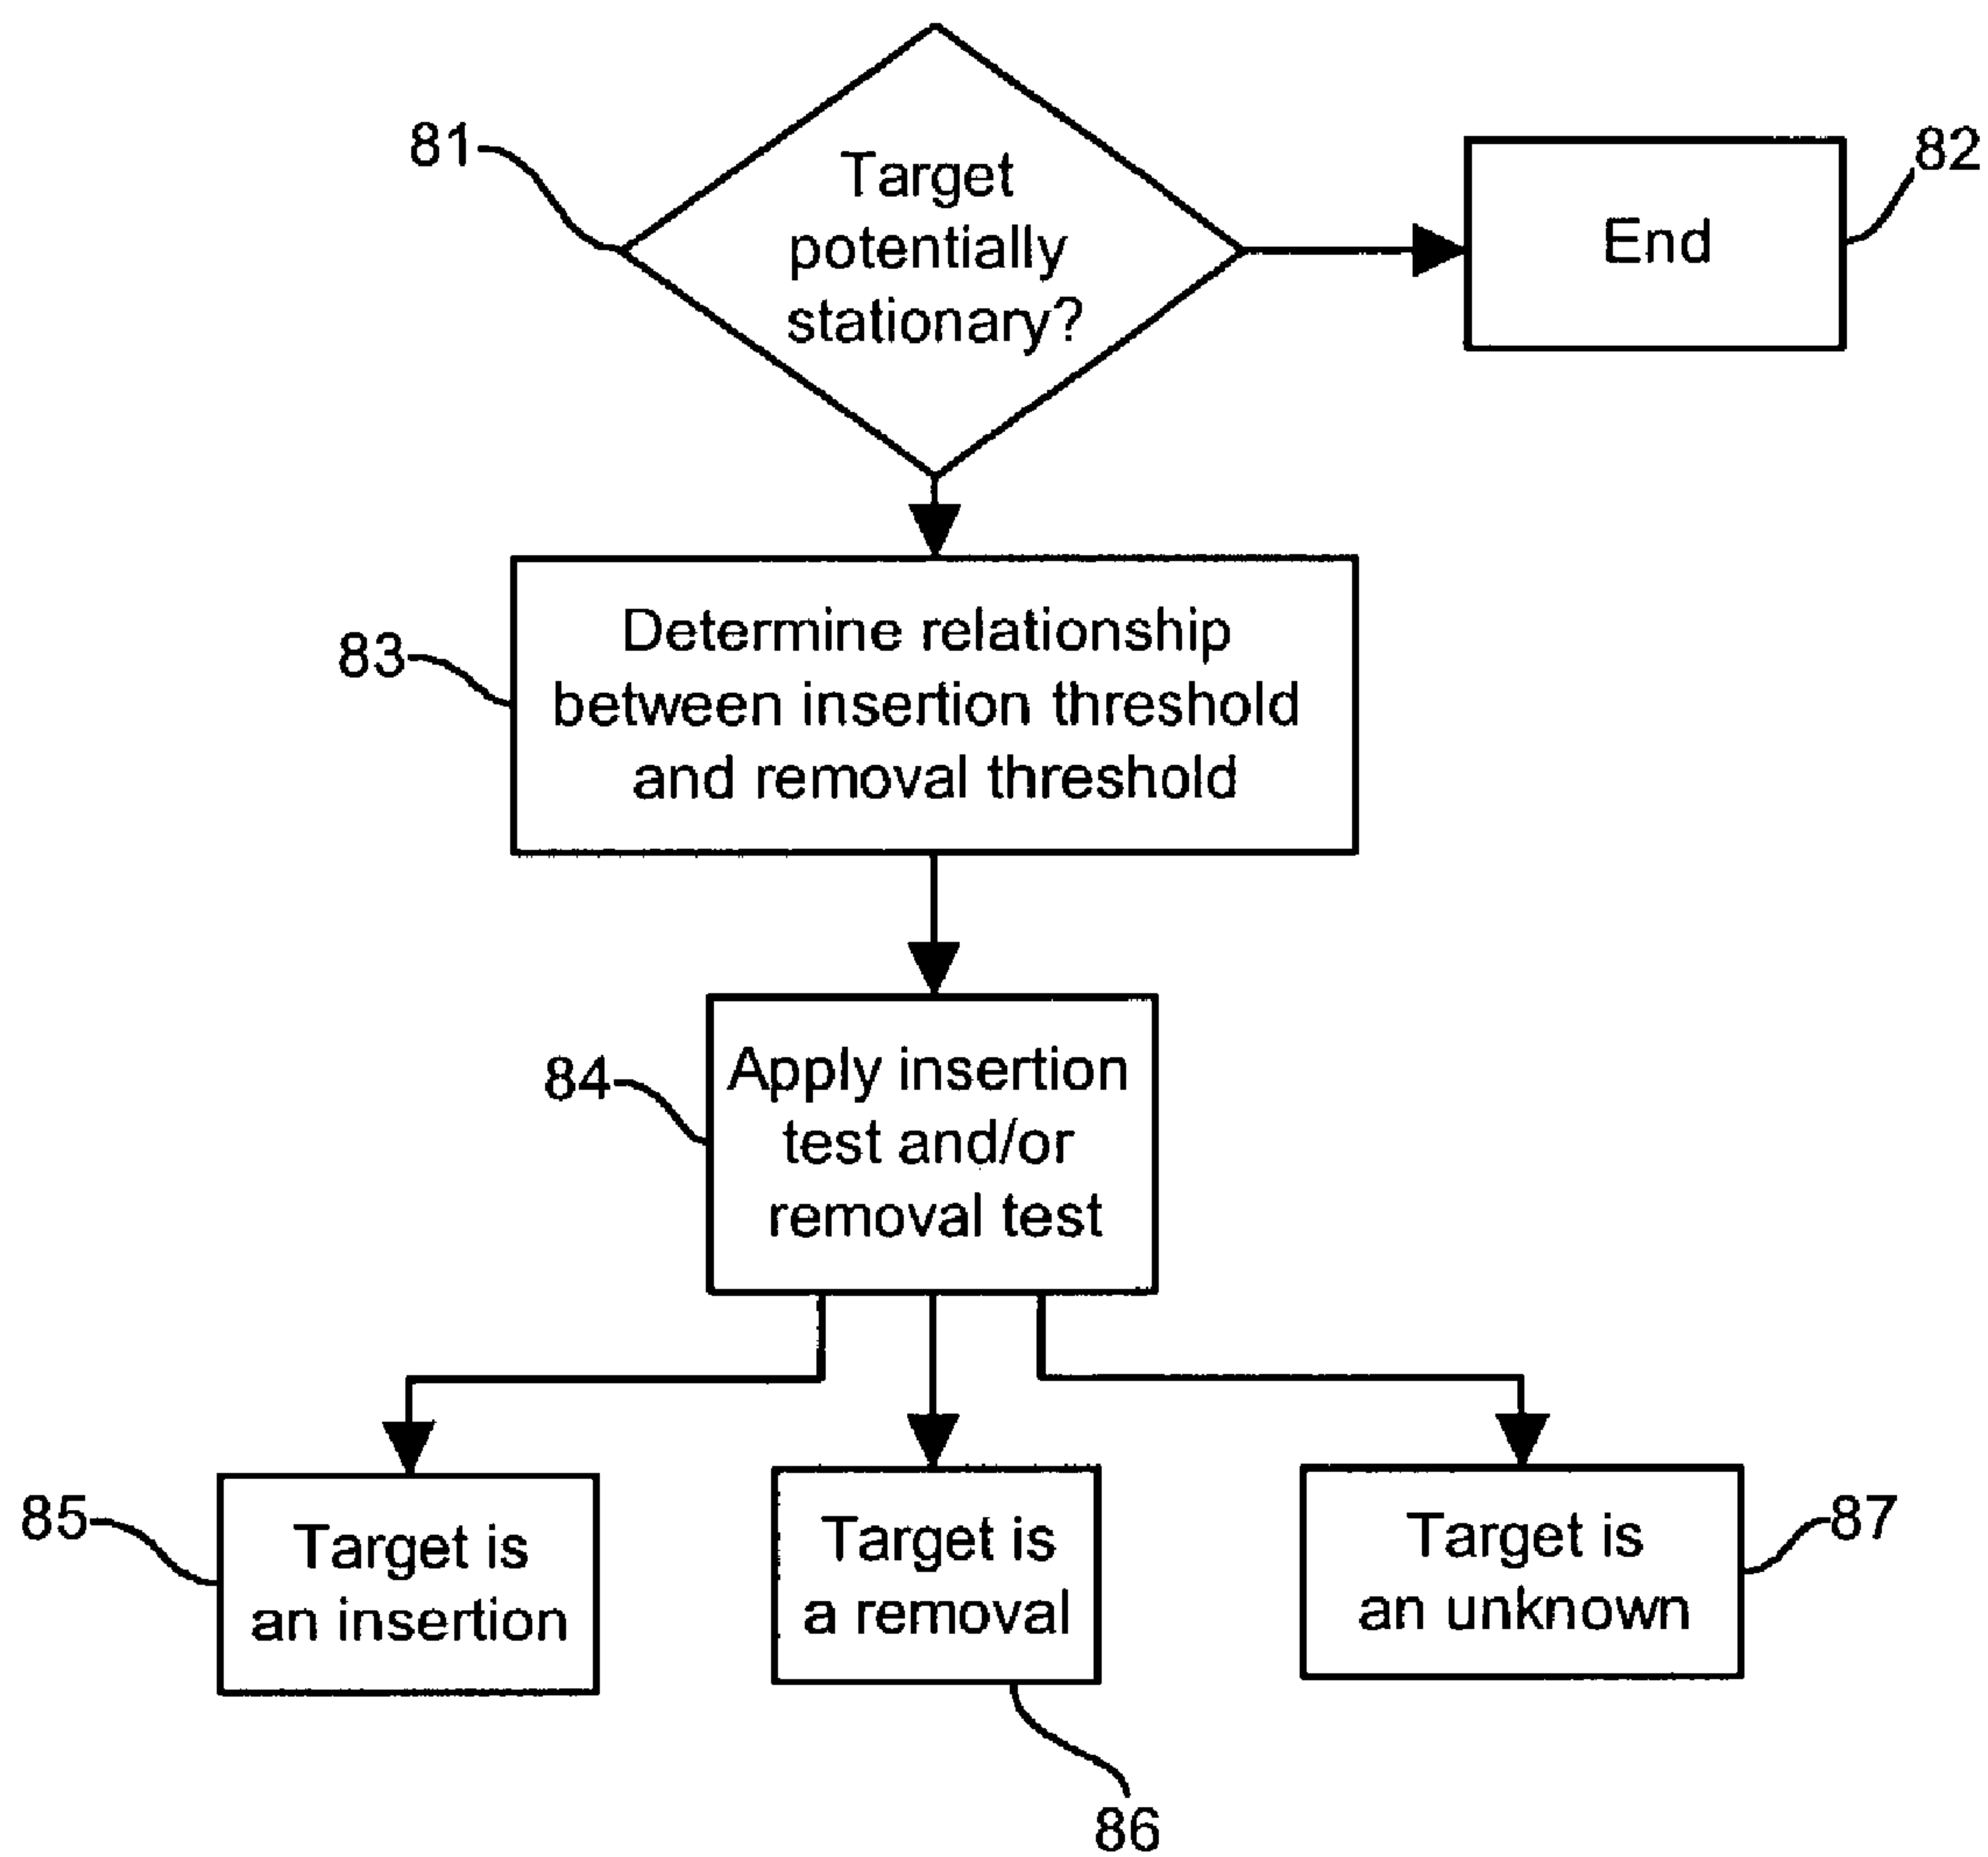 81
Target
potentially
stationary?
End
82
83
Determine relationship
between insertion threshold
and removal threshold
84
Apply insertion
test and/or
removal test
85
Target is
an insertion
Target is
a removal
86
Target is
an unknown
87